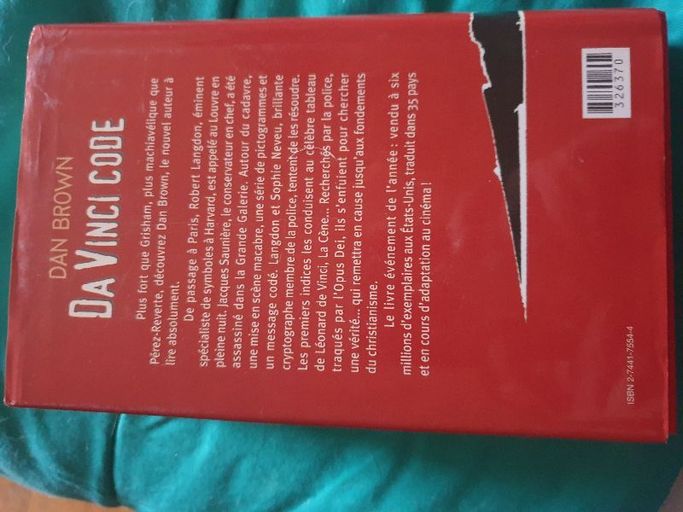 DAN BROWN
DA VINCI CODE
Plus fort que Grisham, plus machiavélique que
Pérez-Reverte, découvrez Dan Brown, le nouvel auteur à
lire absolument.
De passage à Paris, Robert Langdon, éminent
spécialiste de symboles à Harvard, est appelé au Louvre en
pleine nuit. Jacques Saunière, le conservateur en chef, a été
assassiné dans la Grande Galerie. Autour du cadavre,
une mise en scène macabre, une série de pictogrammes et
un message codé. Langdon et Sophie Neveu, brillante
cryptographe membre de la police, tentent de les résoudre.
Les premiers indices les conduisent au célèbre tableau
de Léonard de Vinci, La Cène... Recherchés par la police,
traqués par l'Opus Dei, ils s'enfuient pour chercher
une vérité... qui remettra en cause jusqu'aux fondements
du christianisme.
Le livre événement de l'année : vendu à six
millions d'exemplaires aux États-Unis, traduit dans 35 pays
et en cours d'adaptation au cinéma !
ISBN 2-7441-7554-4
326370